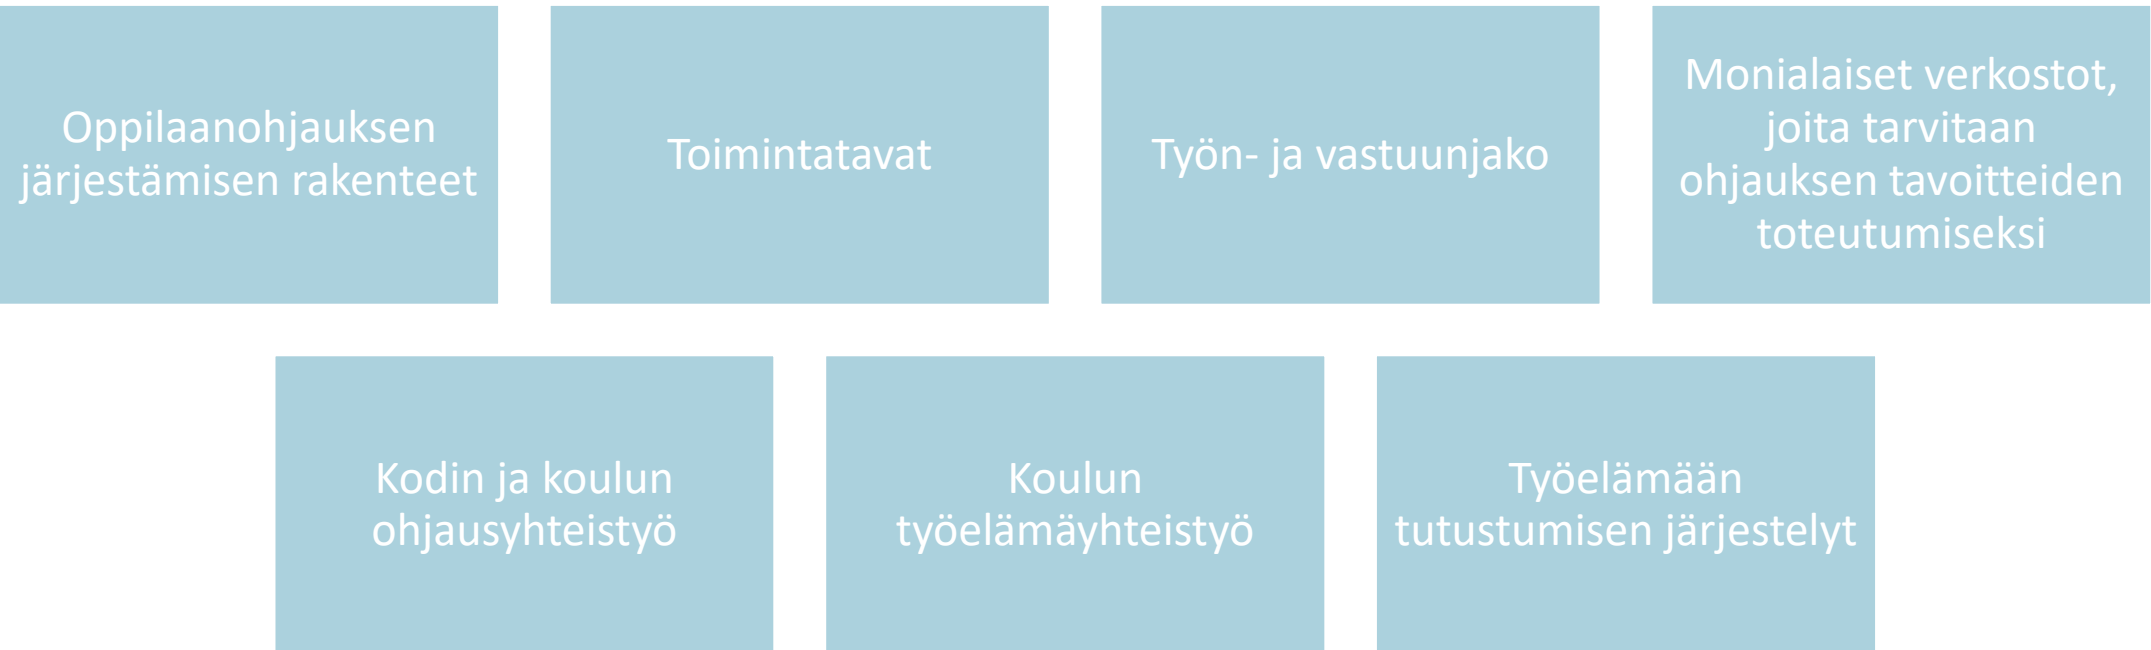 Oppilaanohjauksen
järjestämisen rakenteet
Toimintatavat
Työn- ja vastuunjako
Monialaiset verkostot,
joita tarvitaan
ohjauksen tavoitteiden
toteutumiseksi
Kodin ja koulun
ohjausyhteistyö
Koulun
työelämäyhteistyö
Työelämään
tutustumisen järjestelyt